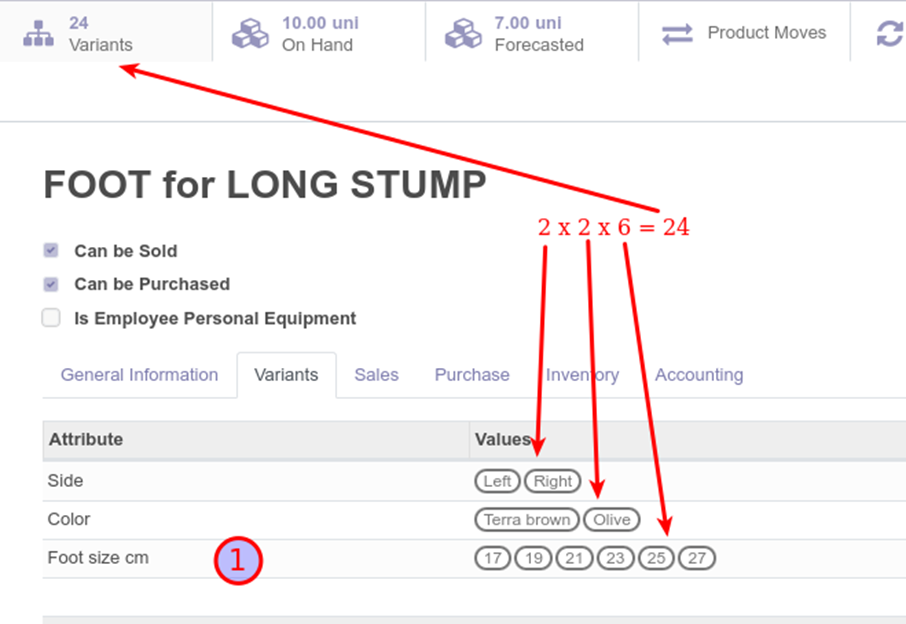 24
Variants
10.00 uni
On Hand
7.00 uni
Forecasted
Product Moves
FOOT for LONG STUMP
2 x 2 x 6 = 24
Can be Sold
Can be Purchased
Is Employee Personal Equipment
General Information Variants Sales Purchase Inventory Accounting
Attribute Values
Side Left Right
Color Terra brown Olive
Foot size cm 1 17 19 21 23 25 27